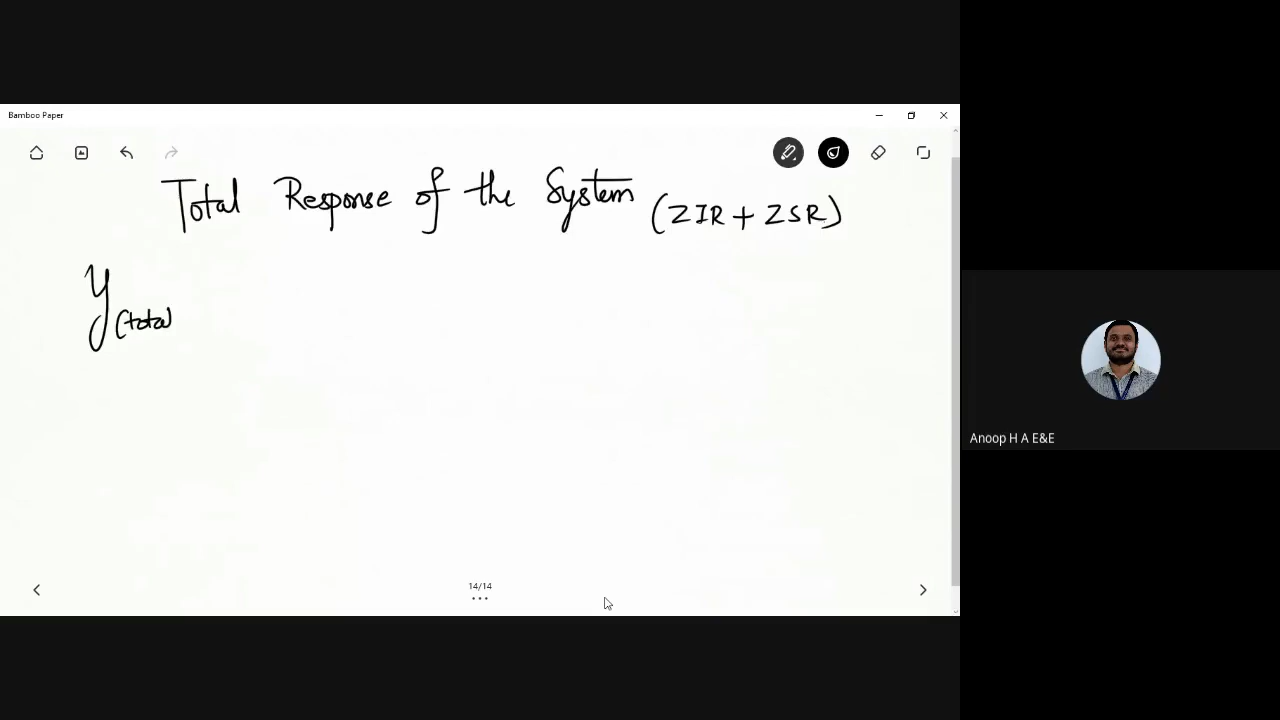 Bamboo Paper
Total Response of the System (ZIR + ZSR)
y(total
14/14
Anoop H A E&E